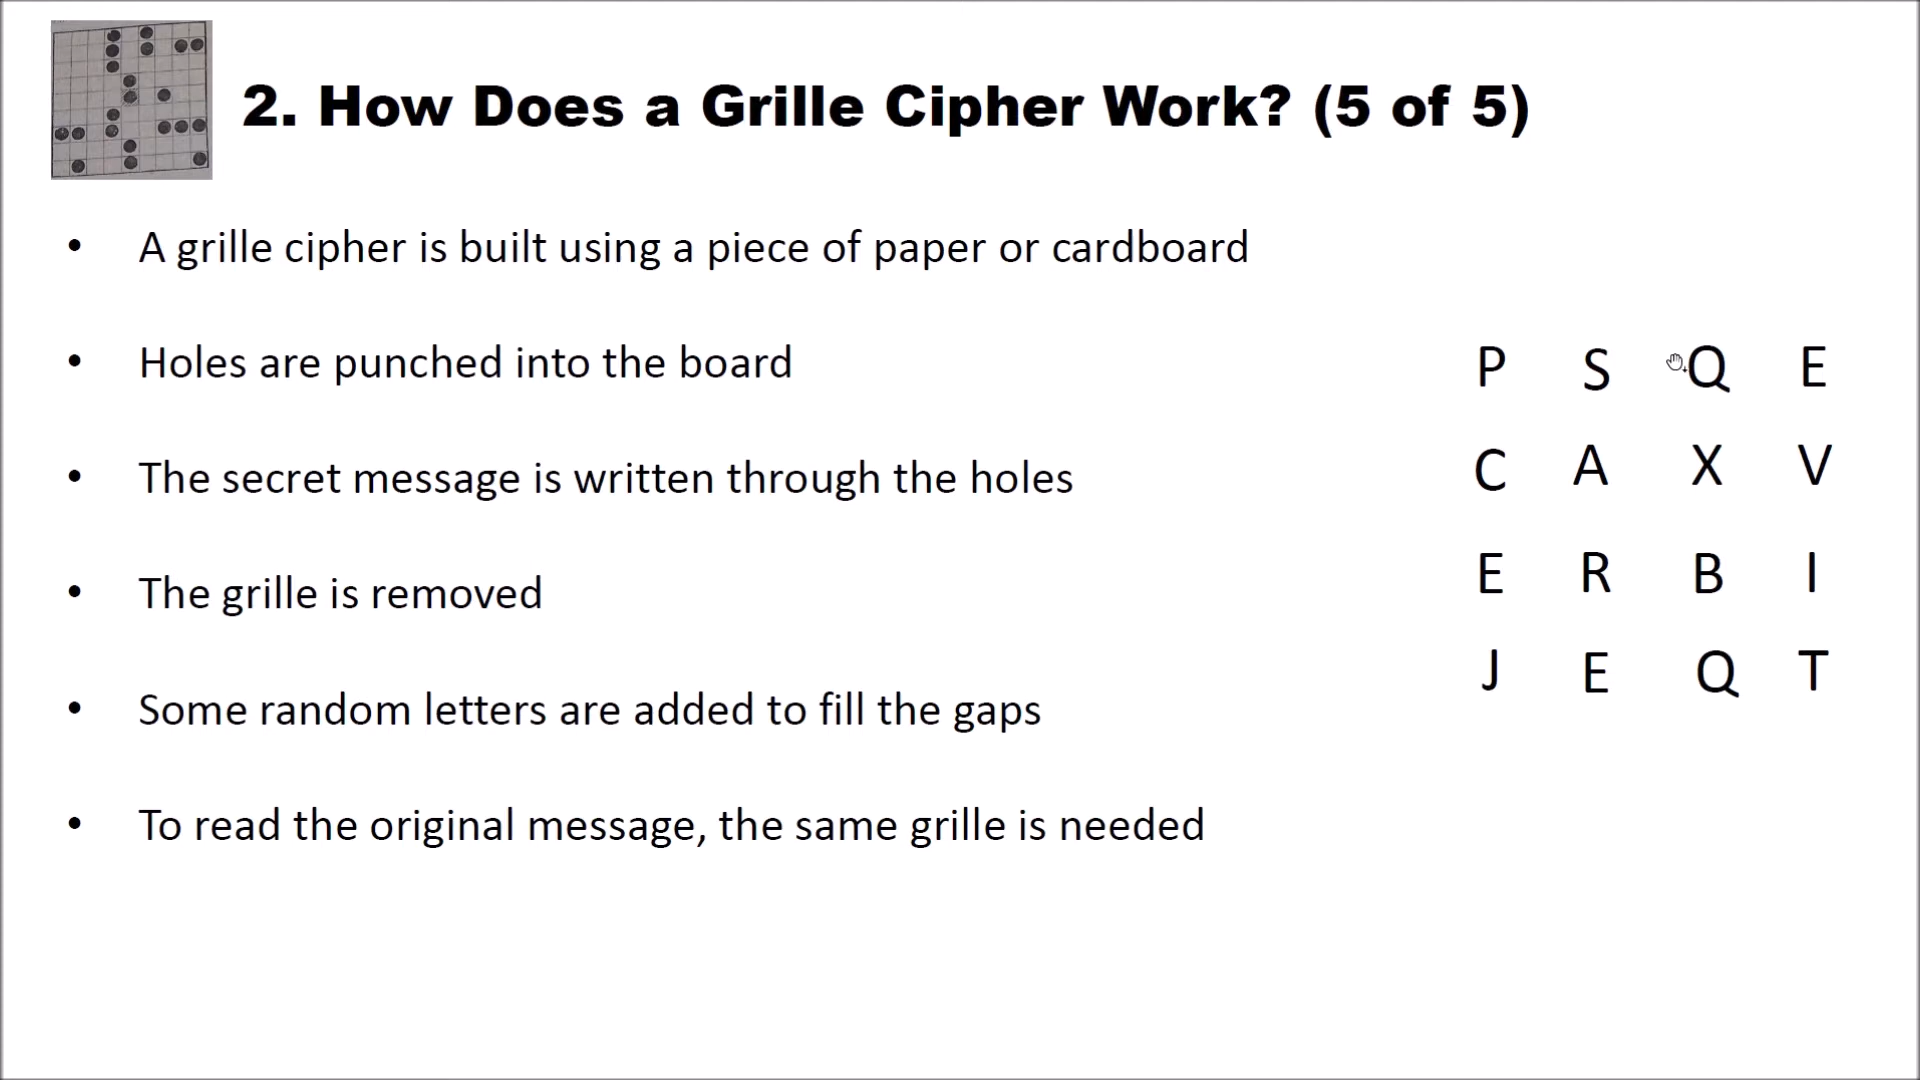 2. How Does a Grille Cipher Work? (5 of 5)
• A grille cipher is built using a piece of paper or cardboard
• Holes are punched into the board
• The secret message is written through the holes
• The grille is removed
• Some random letters are added to fill the gaps
• To read the original message, the same grille is needed
P S Q E
C A X V
E R B I
J E Q T